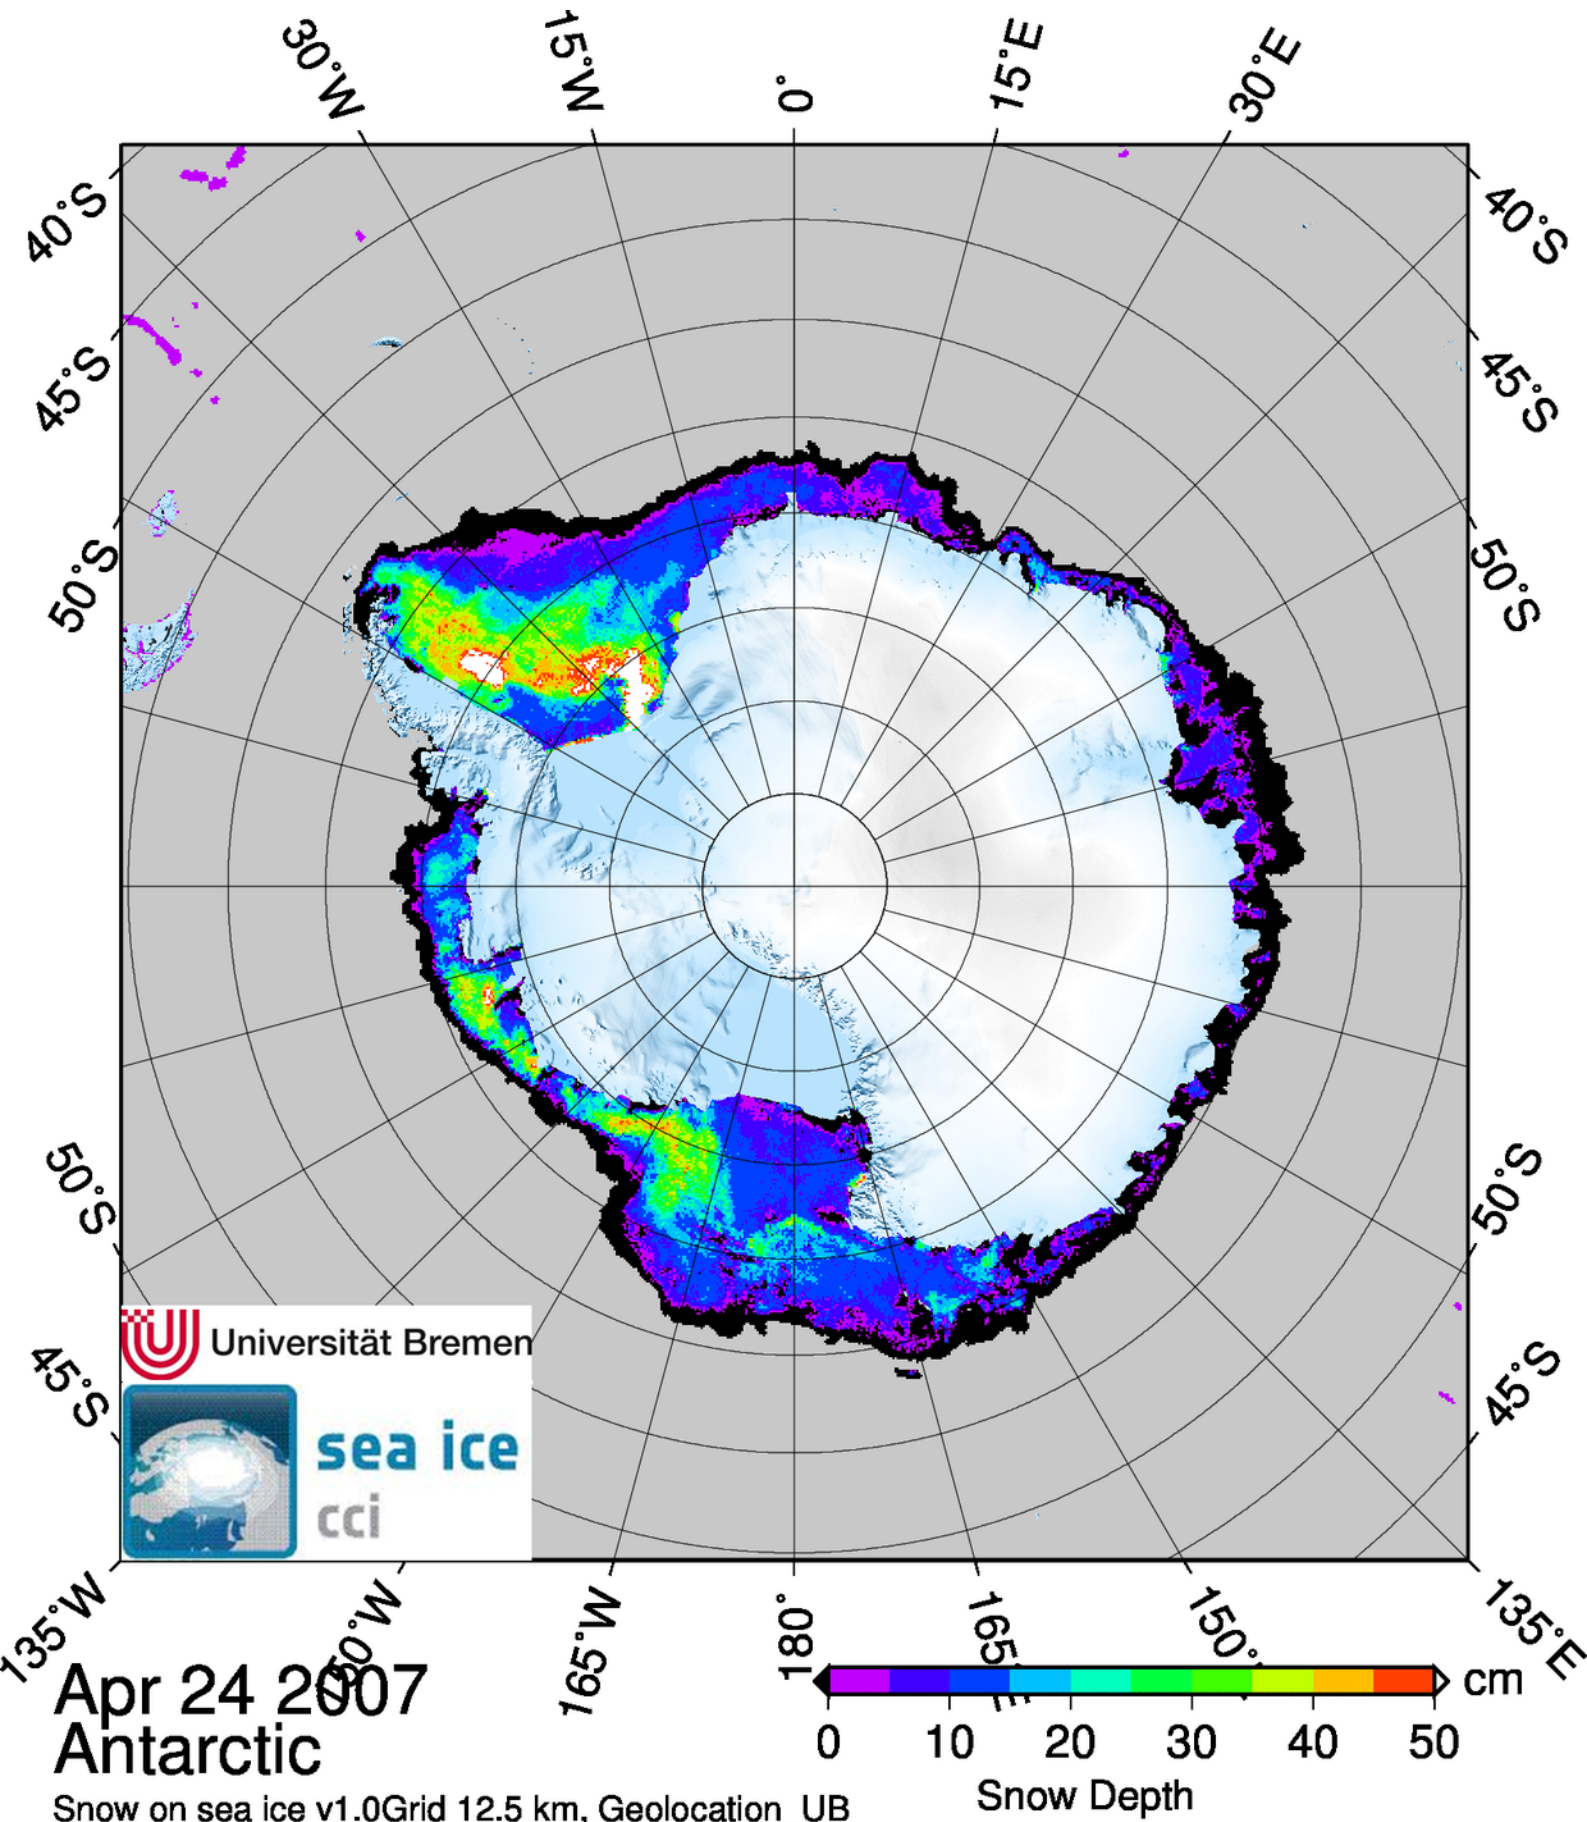 30°W 15°W 0° 15°E 30°E
40°S 40°S
45°S 45°S
50°S 50°S
50°S 50°S
45°S 45°S
Universität Bremen
sea ice
cci
135°W 150°W 165°W 180° 165°E 150° 135°E
Apr 24 2007
Antarctic
Snow on sea ice v1.0Grid 12.5 km, Geolocation UB
cm
0 10 20 30 40 50
Snow Depth